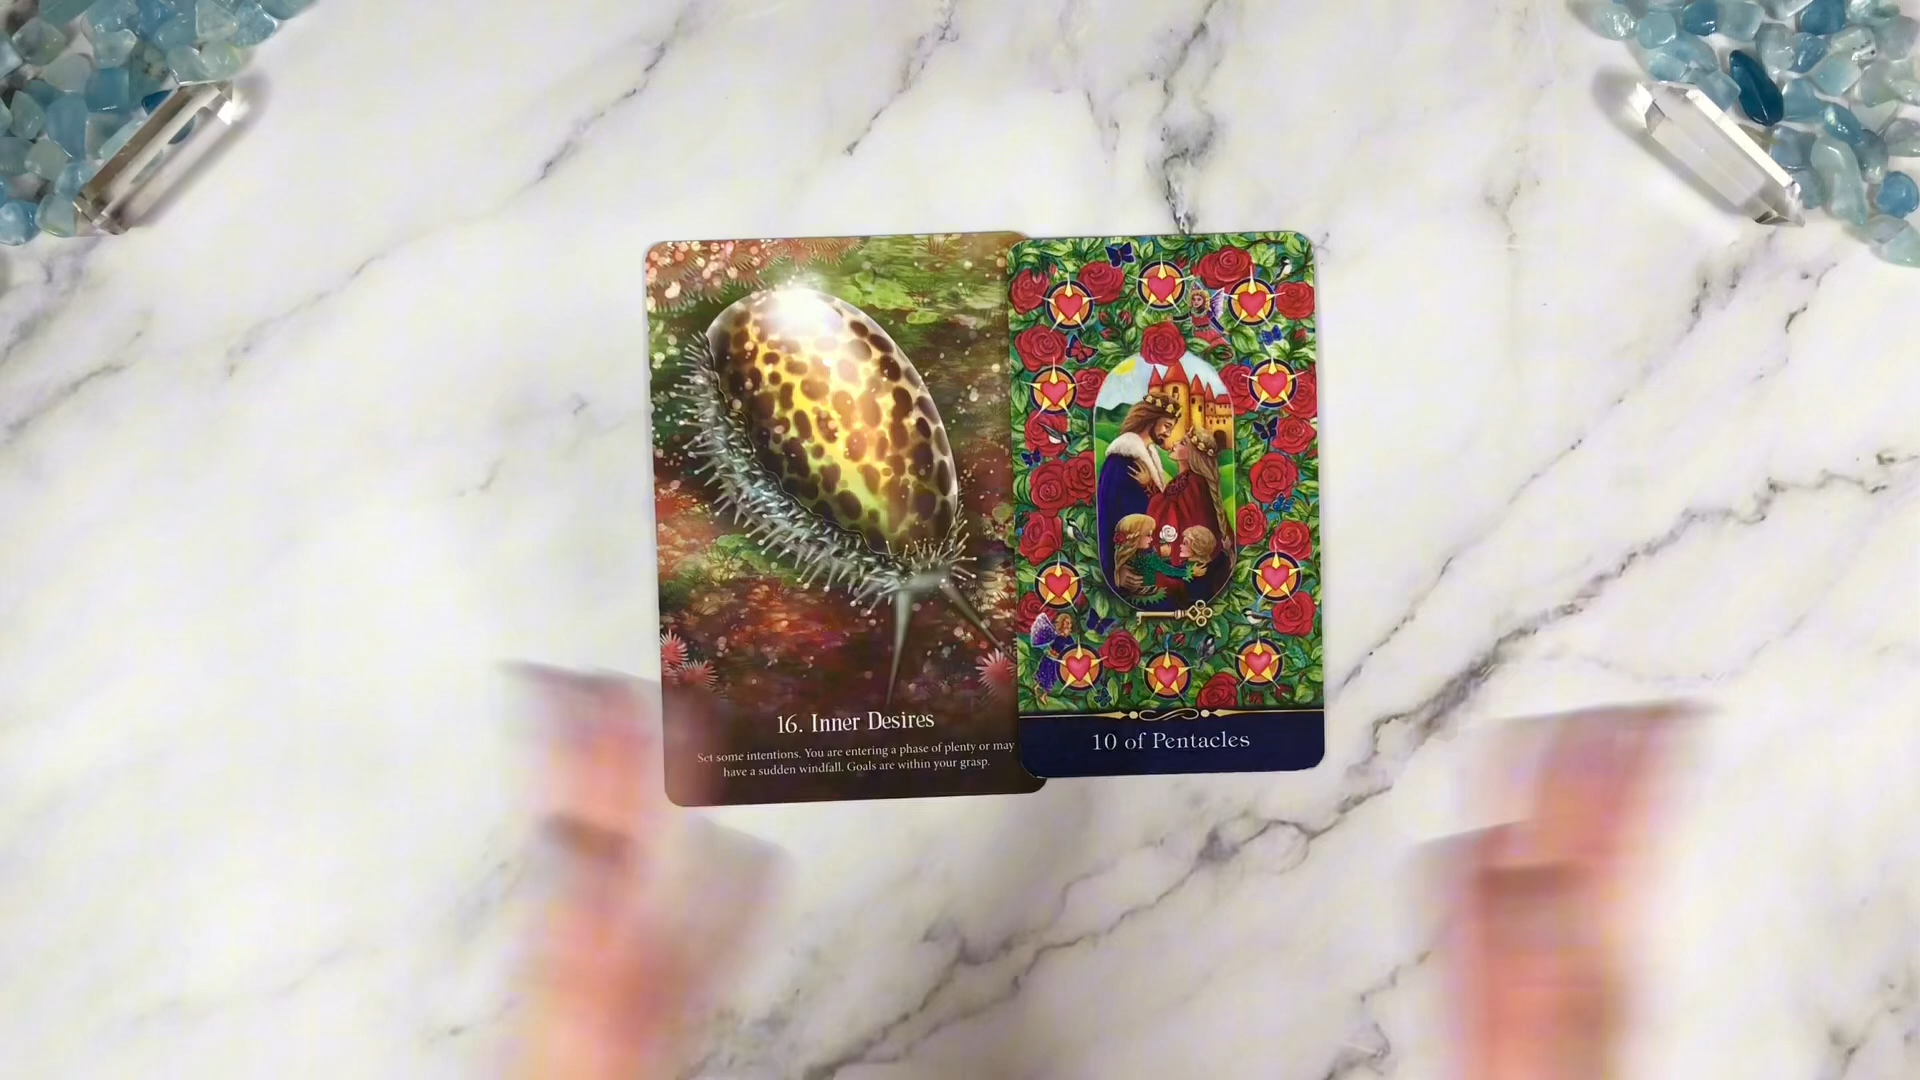 16. Inner Desires
Set some intentions. You are entering a phase of plenty or may
have a sudden windfall. Goals are within your grasp.
10 of Pentacles